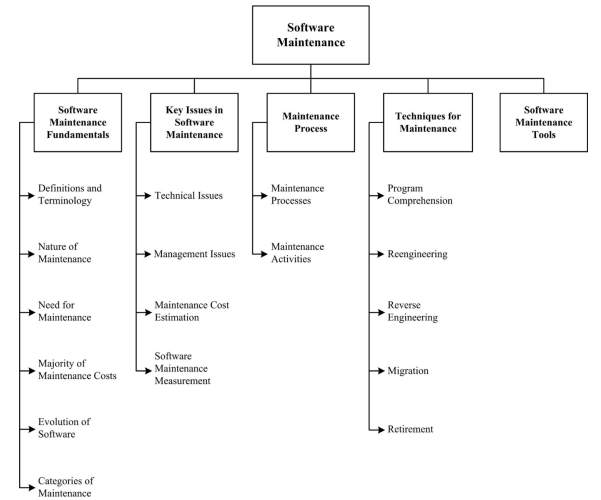 Software
Maintenance
Software
Maintenance
Fundamentals
Key Issues in
Software
Maintenance
Maintenance
Process
Techniques for
Maintenance
Software
Maintenance
Tools
Definitions and
Terminology
Nature of
Maintenance
Need for
Maintenance
Majority of
Maintenance Costs
Evolution of
Software
Categories of
Maintenance
Technical Issues
Management Issues
Maintenance Cost
Estimation
Software
Maintenance
Measurement
Maintenance
Processes
Maintenance
Activities
Program
Comprehension
Reengineering
Reverse
Engineering
Migration
Retirement